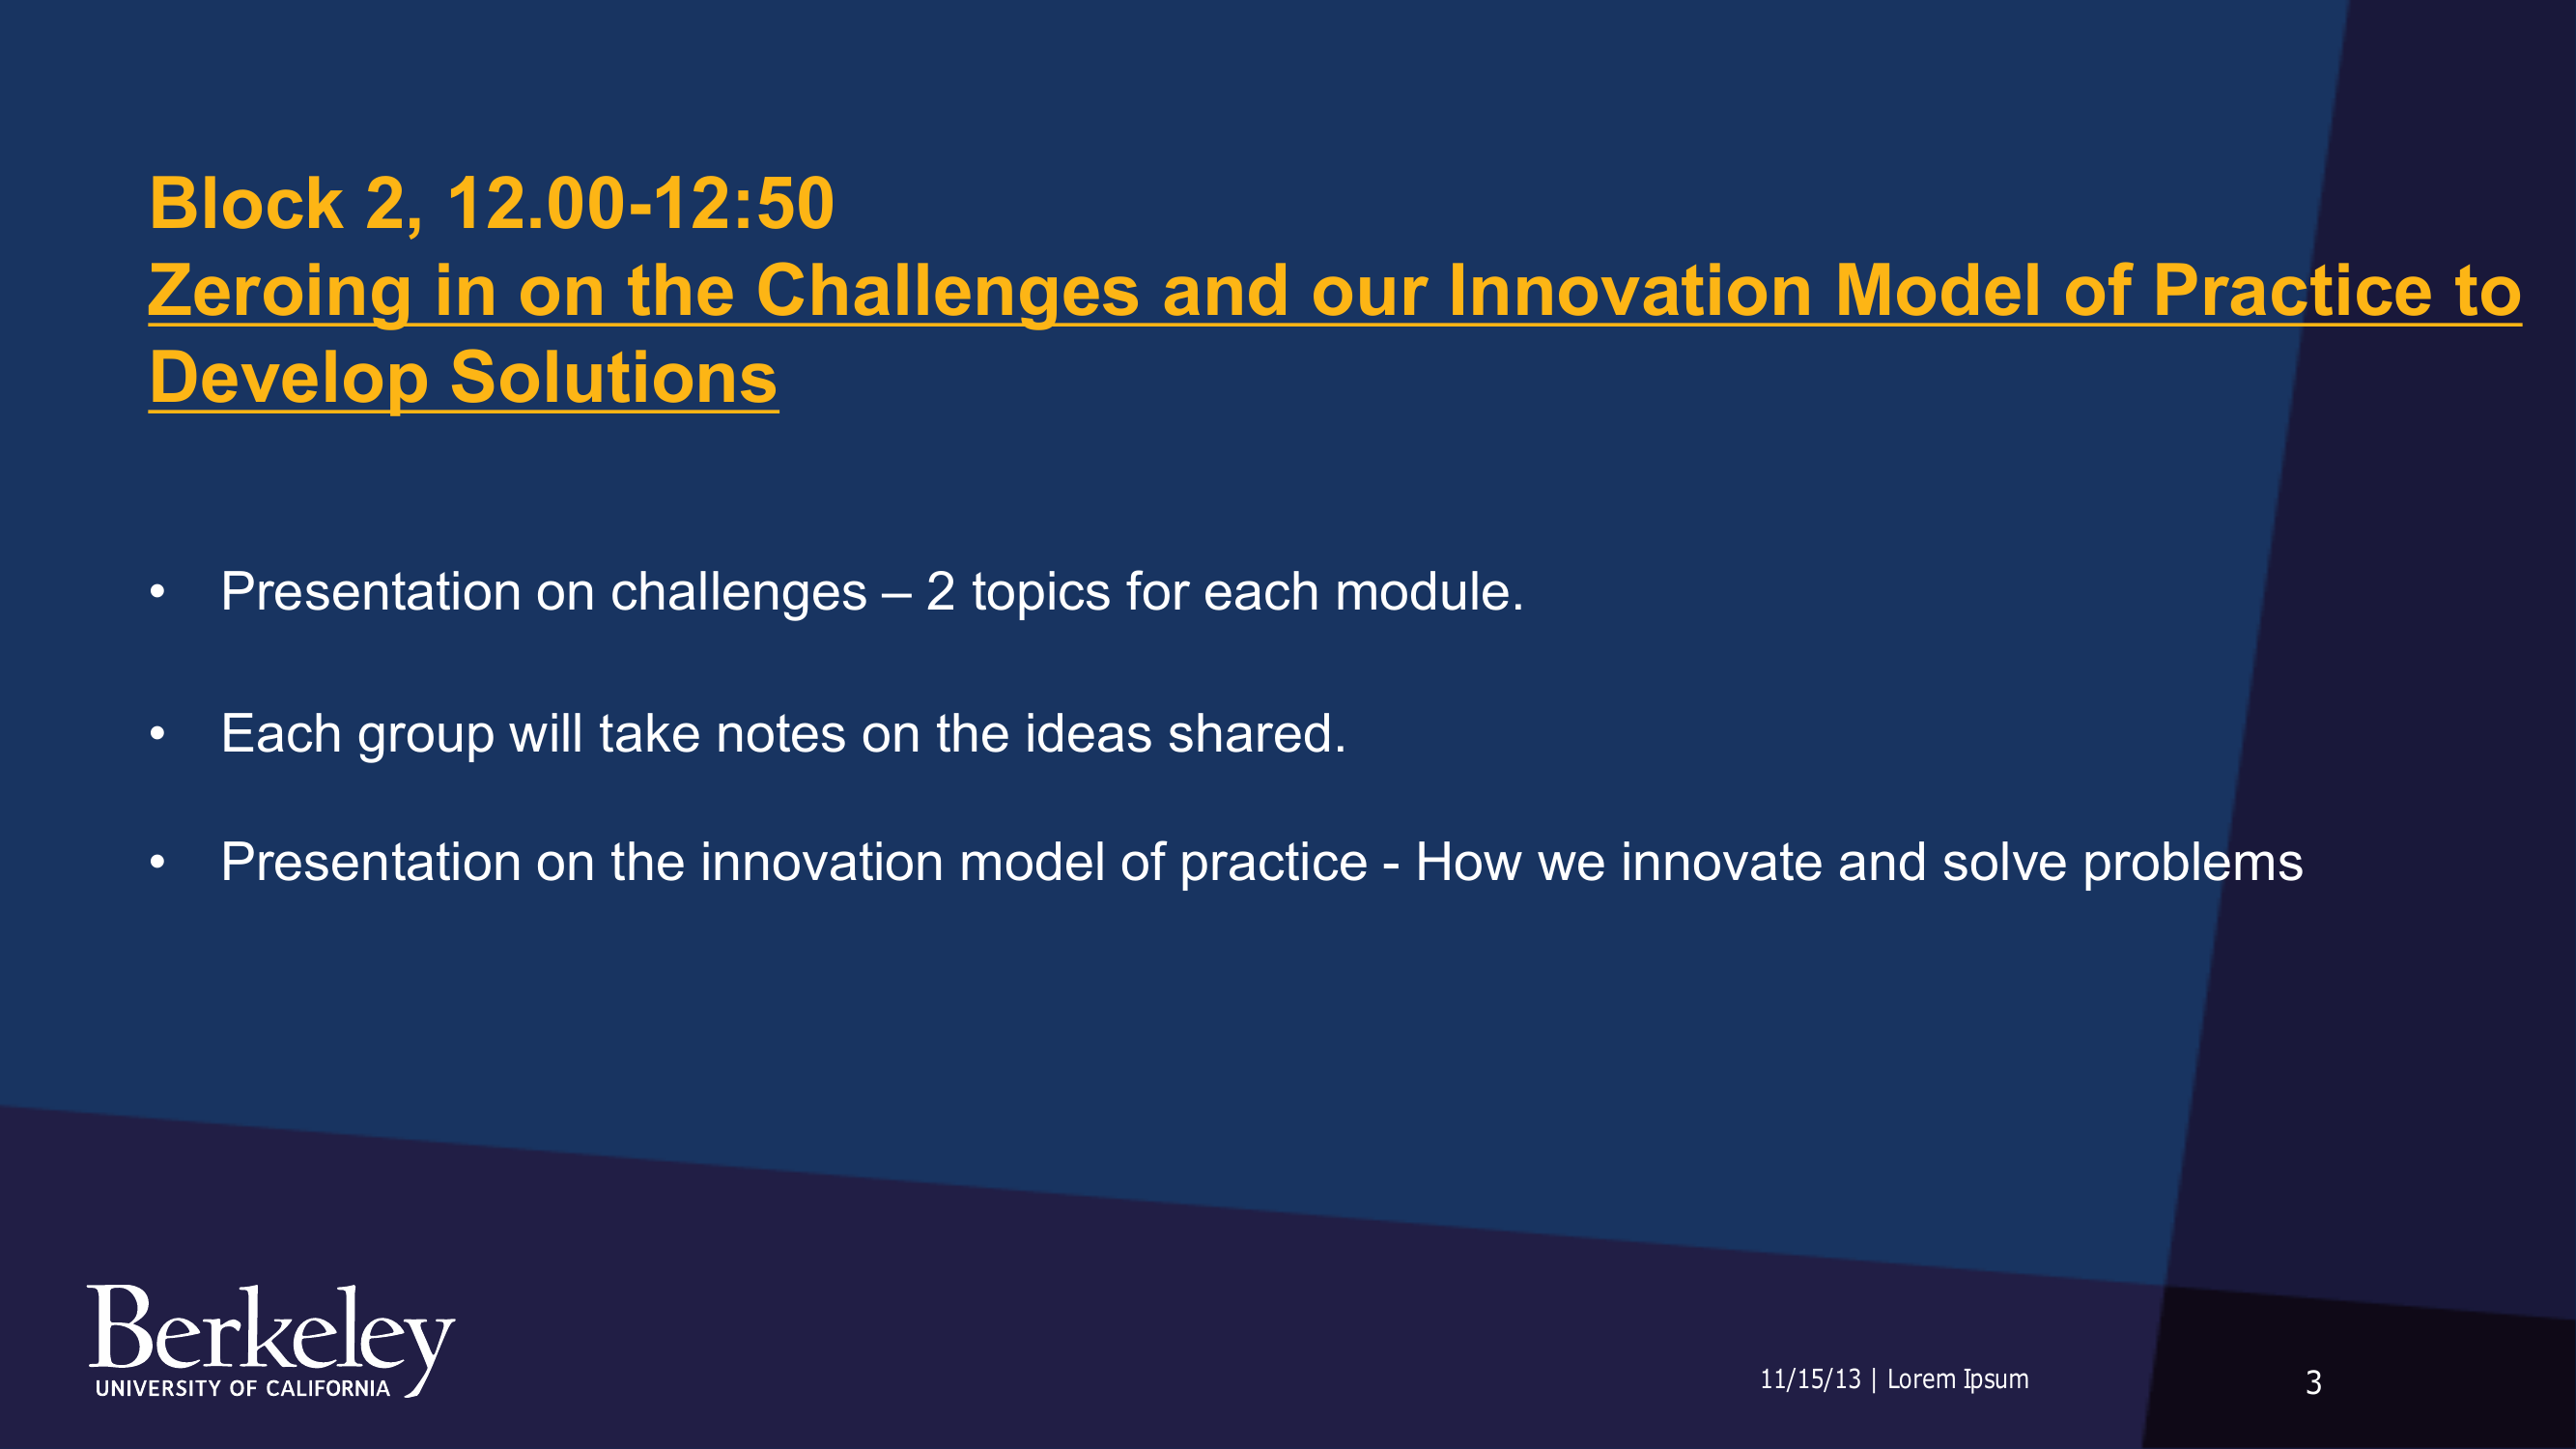 Block 2, 12.00-12:50
Zeroing in on the Challenges and our Innovation Model of Practice to
Develop Solutions
• Presentation on challenges – 2 topics for each module.
• Each group will take notes on the ideas shared.
• Presentation on the innovation model of practice - How we innovate and solve problems
Berkeley
UNIVERSITY OF CALIFORNIA
11/15/13 | Lorem Ipsum
3